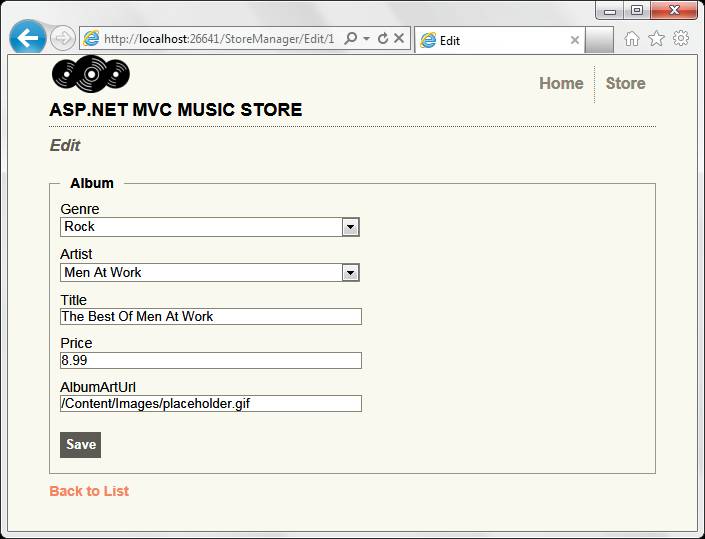 http://localhost:26641/StoreManager/Edit/1
Edit
Home
Store
ASP.NET MVC MUSIC STORE
Edit
Album
Genre
Rock
Artist
Men At Work
Title
The Best Of Men At Work
Price
8.99
AlbumArtUrl
/Content/Images/placeholder.gif
Save
Back to List